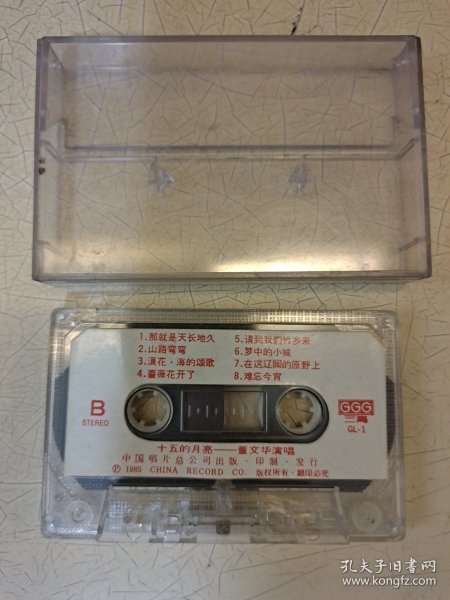 1.那就是天长地久
2.山路弯弯
3.浪花·海的颂歌
4.蔷薇花开了
5.请到我们竹乡来
6.梦中的小城
7.在这辽阔的原野上
8.难忘今宵
B
STEREO
GGG
GL-1
十五的月亮——董文华演唱
中国唱片总公司出版·印制·发行
℗ 1985 CHINA RECORD CO. 版权所有·翻印必究
孔夫子旧书网
www.kongfz.com